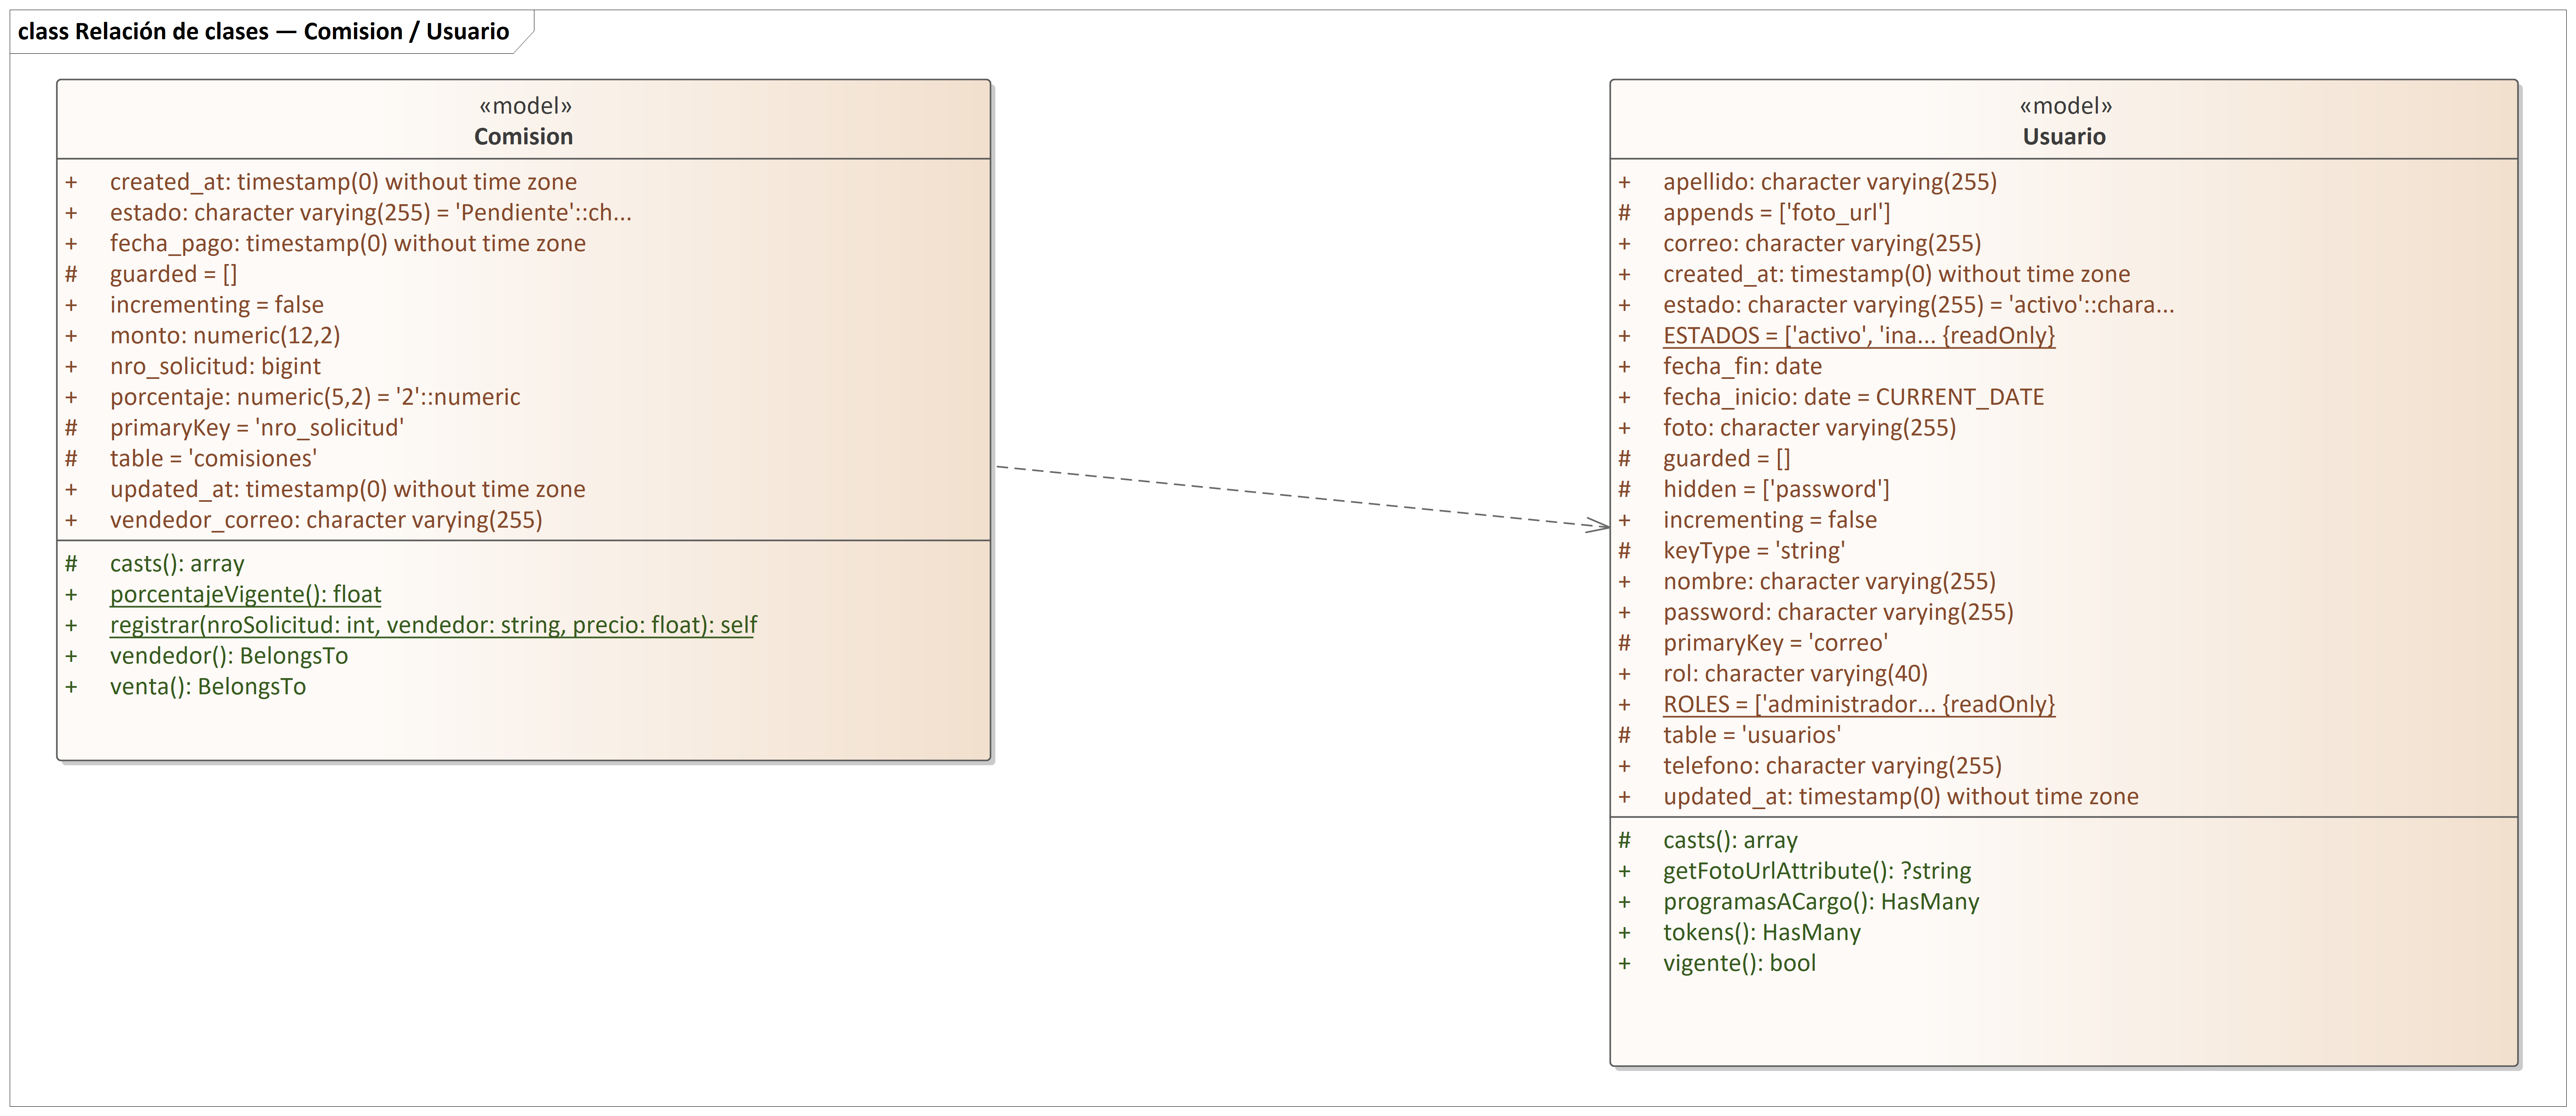 class Relación de clases — Comision / Usuario
«model»
Comision
+ created_at: timestamp(0) without time zone
+ estado: character varying(255) = 'Pendiente'::ch...
+ fecha_pago: timestamp(0) without time zone
# guarded = []
+ incrementing = false
+ monto: numeric(12,2)
+ nro_solicitud: bigint
+ porcentaje: numeric(5,2) = '2'::numeric
# primaryKey = 'nro_solicitud'
# table = 'comisiones'
+ updated_at: timestamp(0) without time zone
+ vendedor_correo: character varying(255)
# casts(): array
+ porcentajeVigente(): float
+ registrar(nroSolicitud: int, vendedor: string, precio: float): self
+ vendedor(): BelongsTo
+ venta(): BelongsTo
«model»
Usuario
+ apellido: character varying(255)
# appends = ['foto_url']
+ correo: character varying(255)
+ created_at: timestamp(0) without time zone
+ estado: character varying(255) = 'activo'::chara...
+ ESTADOS = ['activo', 'ina... {readOnly}
+ fecha_fin: date
+ fecha_inicio: date = CURRENT_DATE
+ foto: character varying(255)
# guarded = []
# hidden = ['password']
+ incrementing = false
# keyType = 'string'
+ nombre: character varying(255)
+ password: character varying(255)
# primaryKey = 'correo'
+ rol: character varying(40)
+ ROLES = ['administrador... {readOnly}
# table = 'usuarios'
+ telefono: character varying(255)
+ updated_at: timestamp(0) without time zone
# casts(): array
+ getFotoUrlAttribute(): ?string
+ programasACargo(): HasMany
+ tokens(): HasMany
+ vigente(): bool